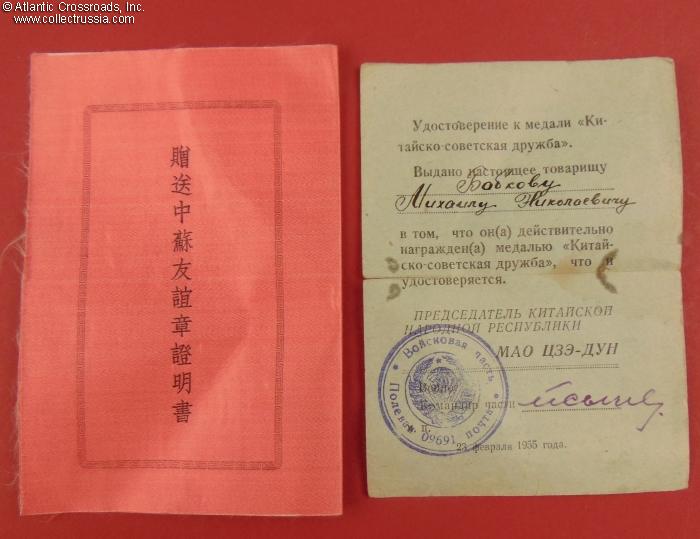 © Atlantic Crossroads, Inc.
www.collectrussia.com
贈送中蘇友誼章證明書
Удостоверение к медали «Ки-
тайско-советская дружба».
Выдано настоящее товарищу
Бабкову
Михаилу Николаевичу
в том, что он(а) действительно
награжден(а) медалью «Китай-
ско-советская дружба», что и
удостоверяется.
ПРЕДСЕДАТЕЛЬ КИТАЙСКОЙ
НАРОДНОЙ РЕСПУБЛИКИ
МАО ЦЗЭ-ДУН
Командир части
Войсковая часть
Полевая почта
23 февраля 1955 года.